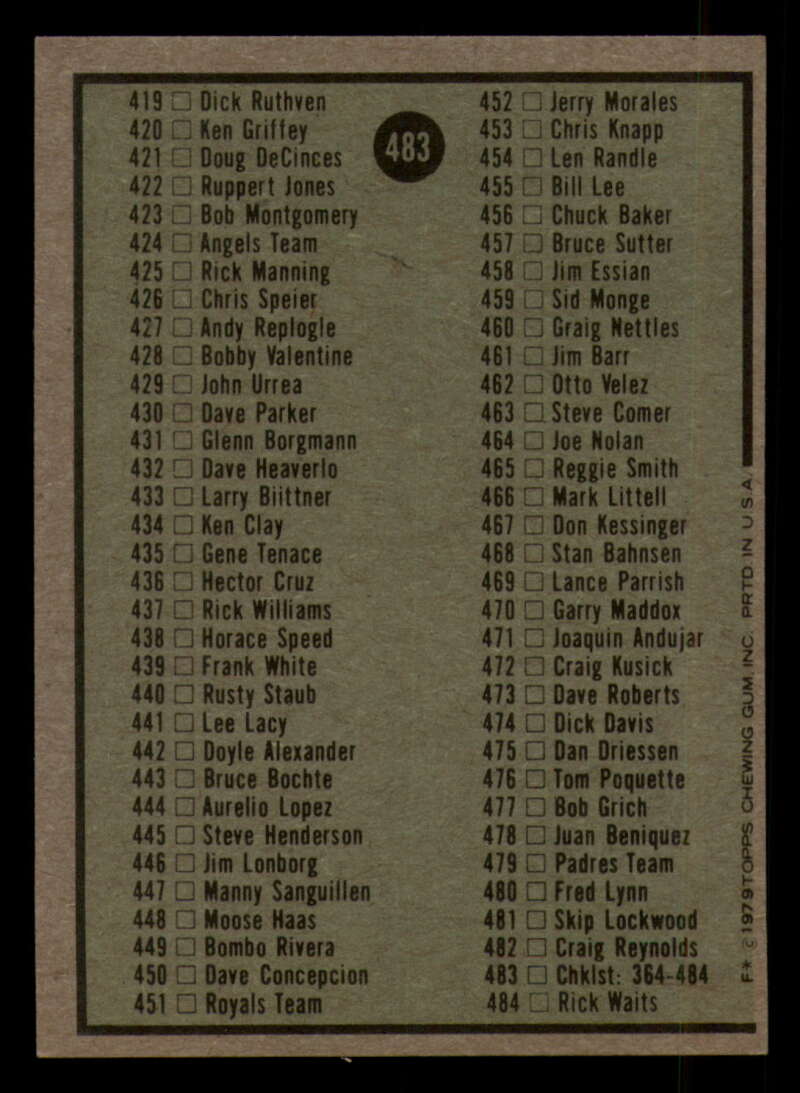 483
419 Dick Ruthven
420 Ken Griffey
421 Doug DeCinces
422 Ruppert Jones
423 Bob Montgomery
424 Angels Team
425 Rick Manning
426 Chris Speier
427 Andy Replogle
428 Bobby Valentine
429 John Urrea
430 Dave Parker
431 Glenn Borgmann
432 Dave Heaverlo
433 Larry Biittner
434 Ken Clay
435 Gene Tenace
436 Hector Cruz
437 Rick Williams
438 Horace Speed
439 Frank White
440 Rusty Staub
441 Lee Lacy
442 Doyle Alexander
443 Bruce Bochte
444 Aurelio Lopez
445 Steve Henderson
446 Jim Lonborg
447 Manny Sanguillen
448 Moose Haas
449 Bombo Rivera
450 Dave Concepcion
451 Royals Team
452 Jerry Morales
453 Chris Knapp
454 Len Randle
455 Bill Lee
456 Chuck Baker
457 Bruce Sutter
458 Jim Essian
459 Sid Monge
460 Graig Nettles
461 Jim Barr
462 Otto Velez
463 Steve Comer
464 Joe Nolan
465 Reggie Smith
466 Mark Littell
467 Don Kessinger
468 Stan Bahnsen
469 Lance Parrish
470 Garry Maddox
471 Joaquin Andujar
472 Craig Kusick
473 Dave Roberts
474 Dick Davis
475 Dan Driessen
476 Tom Poquette
477 Bob Grich
478 Juan Beniquez
479 Padres Team
480 Fred Lynn
481 Skip Lockwood
482 Craig Reynolds
483 Chklst: 364-484
484 Rick Waits
F* © 1979 TOPPS CHEWING GUM INC. PRTD IN U.S.A.